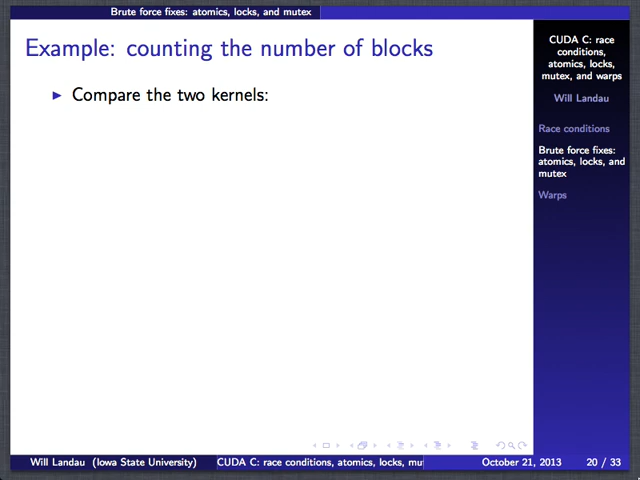 Brute force fixes: atomics, locks, and mutex
Example: counting the number of blocks
Compare the two kernels:
CUDA C: race
conditions,
atomics, locks,
mutex, and warps
Will Landau
Race conditions
Brute force fixes:
atomics, locks, and
mutex
Warps
Will Landau (Iowa State University)
CUDA C: race conditions, atomics, locks, mu
October 21, 2013
20 / 33